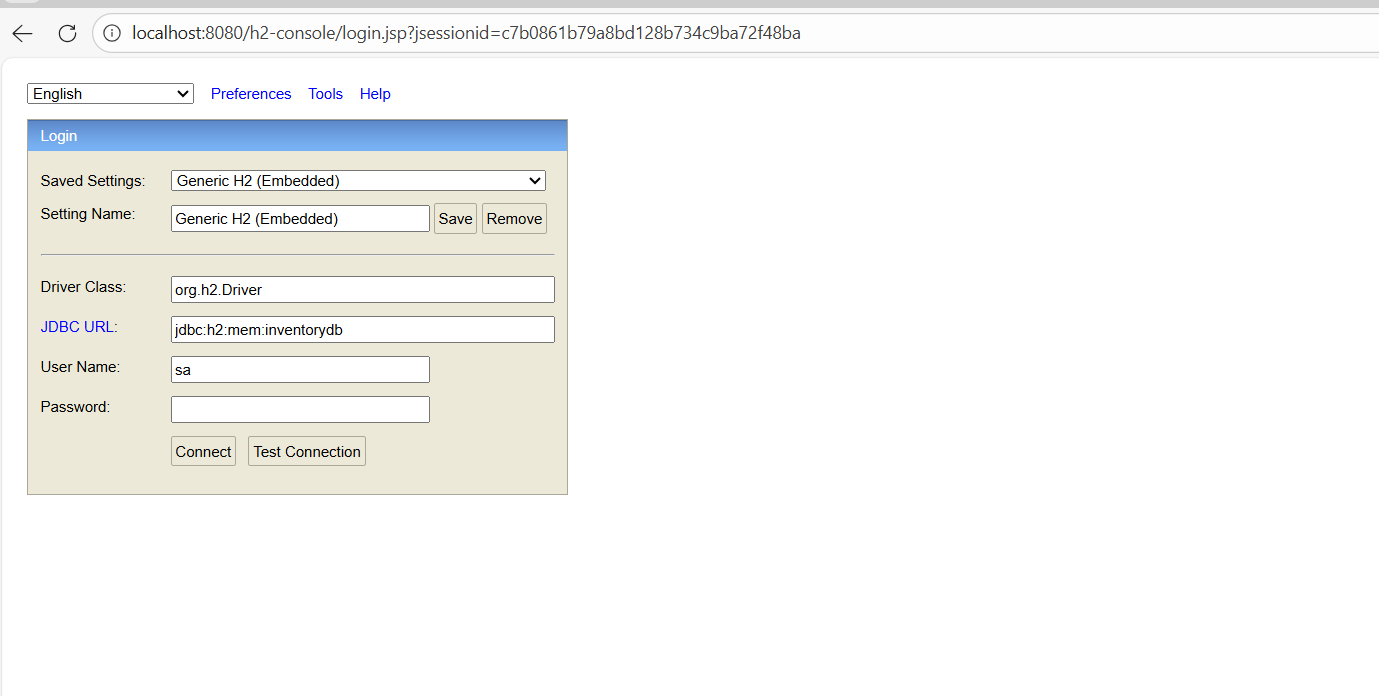 localhost:8080/h2-console/login.jsp?jsessionid=c7b0861b79a8bd128b734c9ba72f48ba
English Preferences Tools Help
Login
Saved Settings: Generic H2 (Embedded)
Setting Name: Generic H2 (Embedded) Save Remove
Driver Class: org.h2.Driver
JDBC URL: jdbc:h2:mem:inventorydb
User Name: sa
Password:
Connect Test Connection